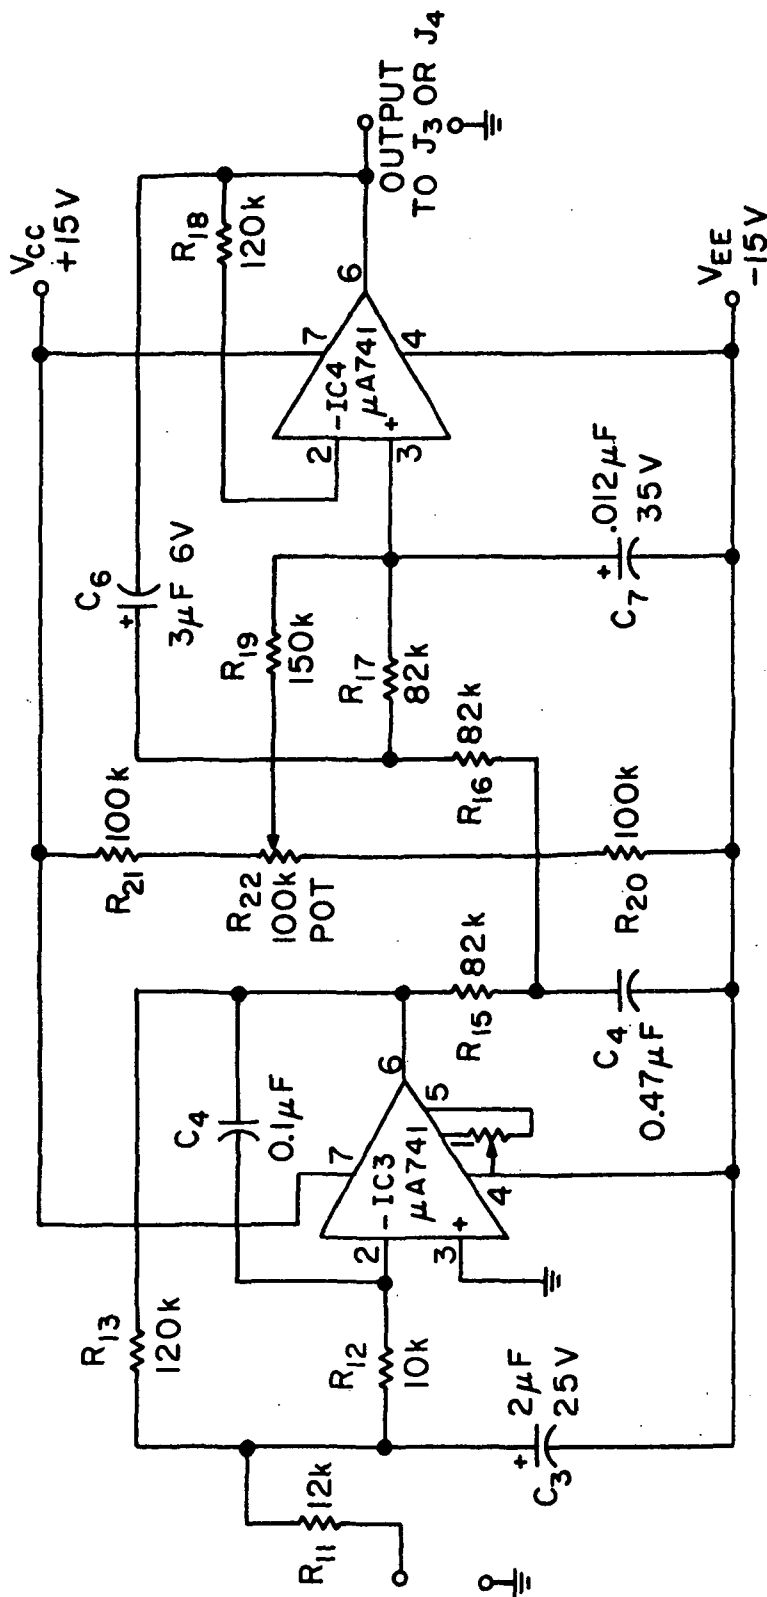 R11
12k
R13
120k
R12
10k
+
C3
2μF
25V
C4
0.1μF
2
3
7
-IC3
μA741
+
1
4
5
6
R15
82k
C4
0.47μF
R21
100k
R22
100k
POT
R20
100k
R16
82k
R17
82k
R19
150k
C6
+
3μF 6V
C7
+
.012μF
35V
2
3
7
-IC4
μA741
+
4
6
R18
120k
VCC
+15V
OUTPUT
TO J3 OR J4
VEE
-15V